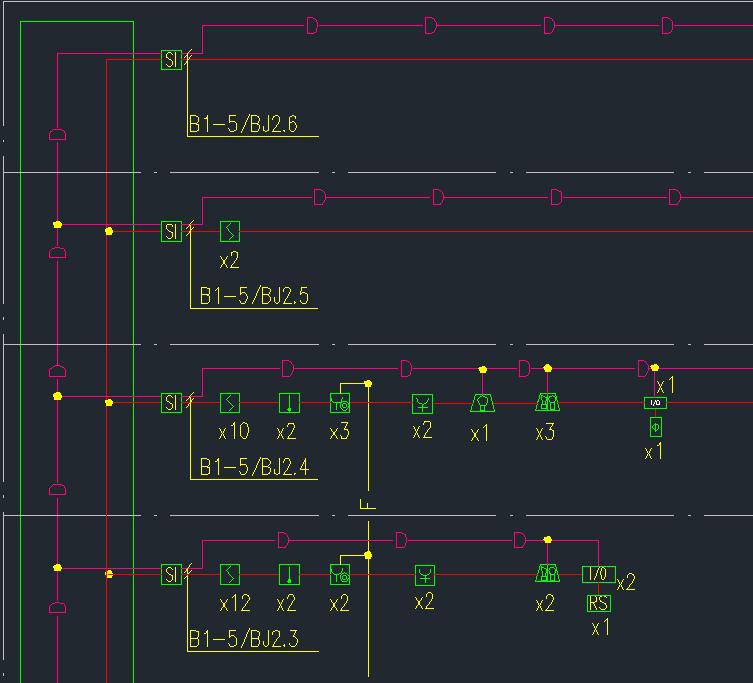 D D D D
SI
B1-5/BJ2.6
D D D D
SI
x2
B1-5/BJ2.5
D D D D
x1
SI
I/O
x10 x2 x3 x2 x1 x3
x1
B1-5/BJ2.4
F
D D D
SI
I/O
x2
x12 x2 x2 x2 x2
RS
x1
B1-5/BJ2.3
D
D
D
D
D